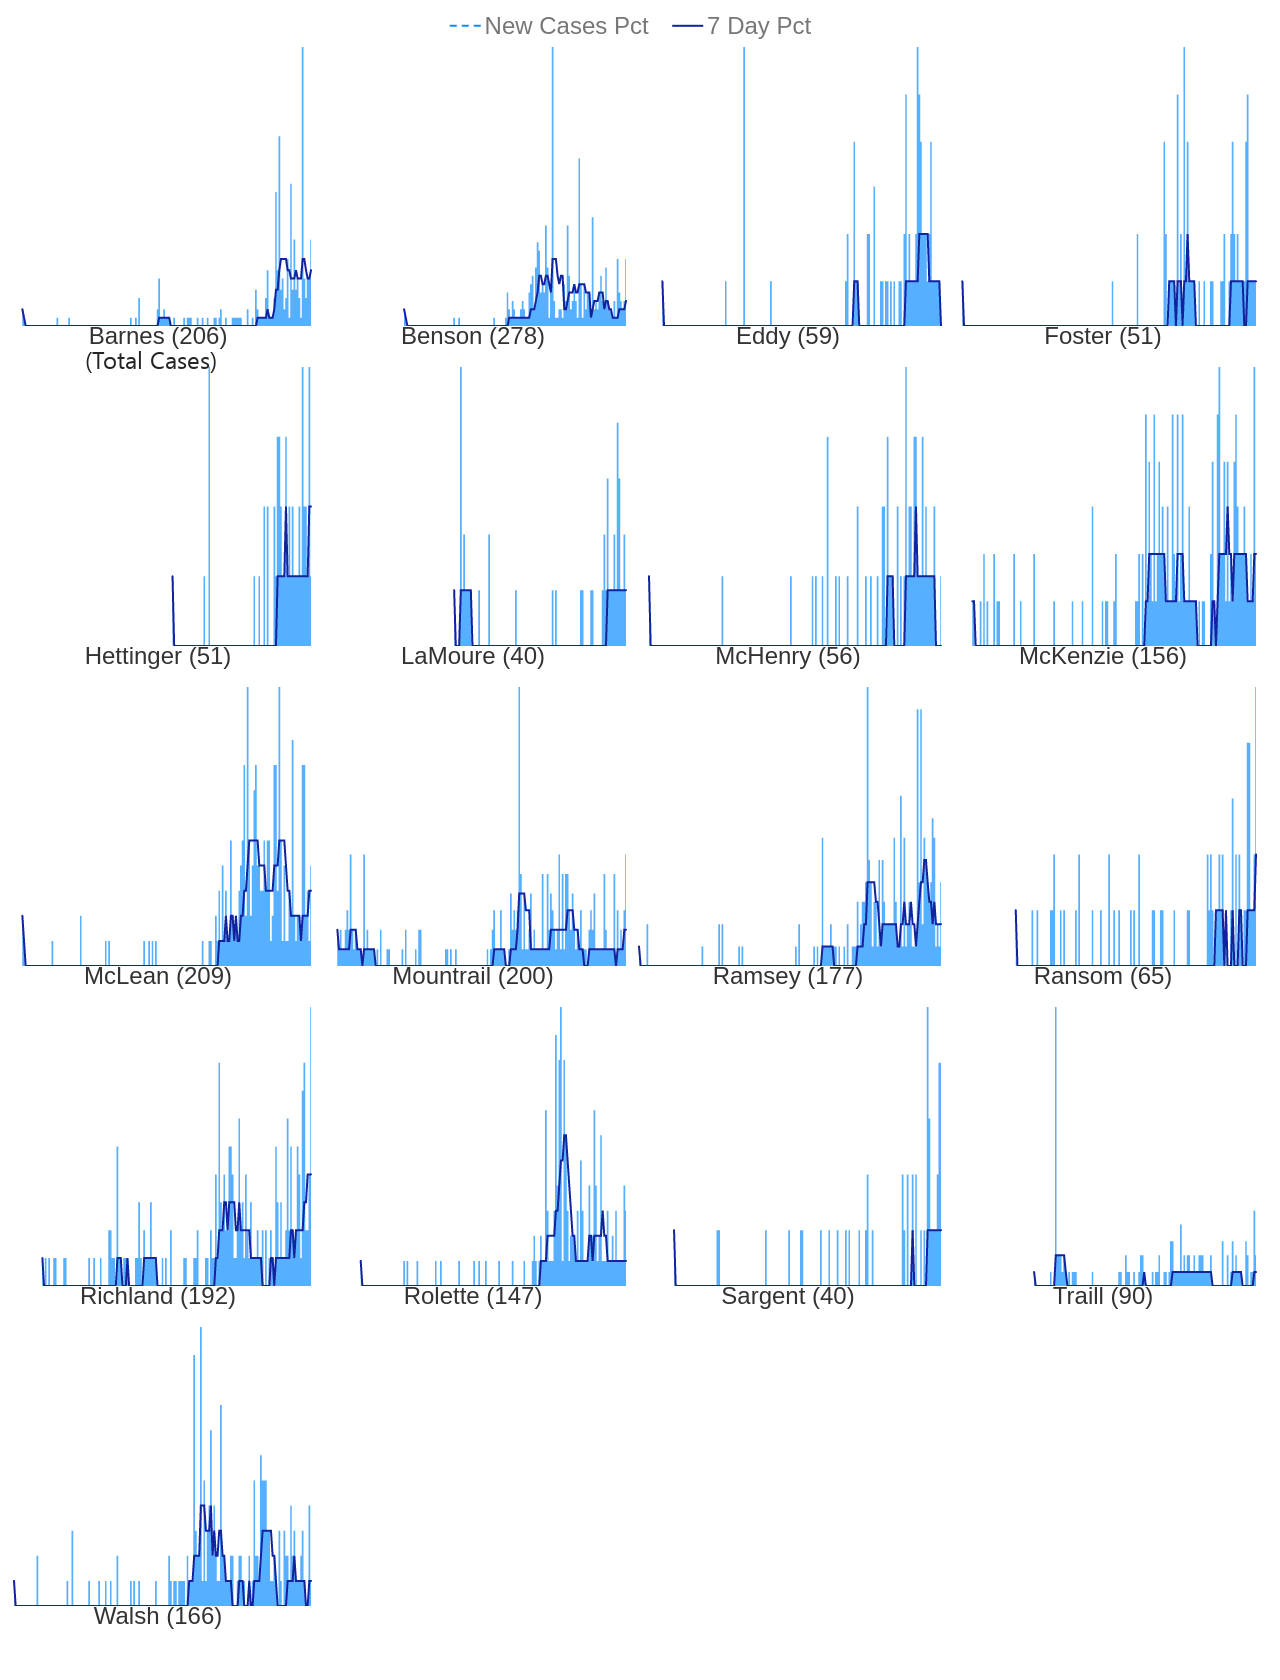 New Cases Pct 7 Day Pct
Barnes (206) Benson (278) Eddy (59) Foster (51)
(Total Cases)
Hettinger (51) LaMoure (40) McHenry (56) McKenzie (156)
McLean (209) Mountrail (200) Ramsey (177) Ransom (65)
Richland (192) Rolette (147) Sargent (40) Traill (90)
Walsh (166)